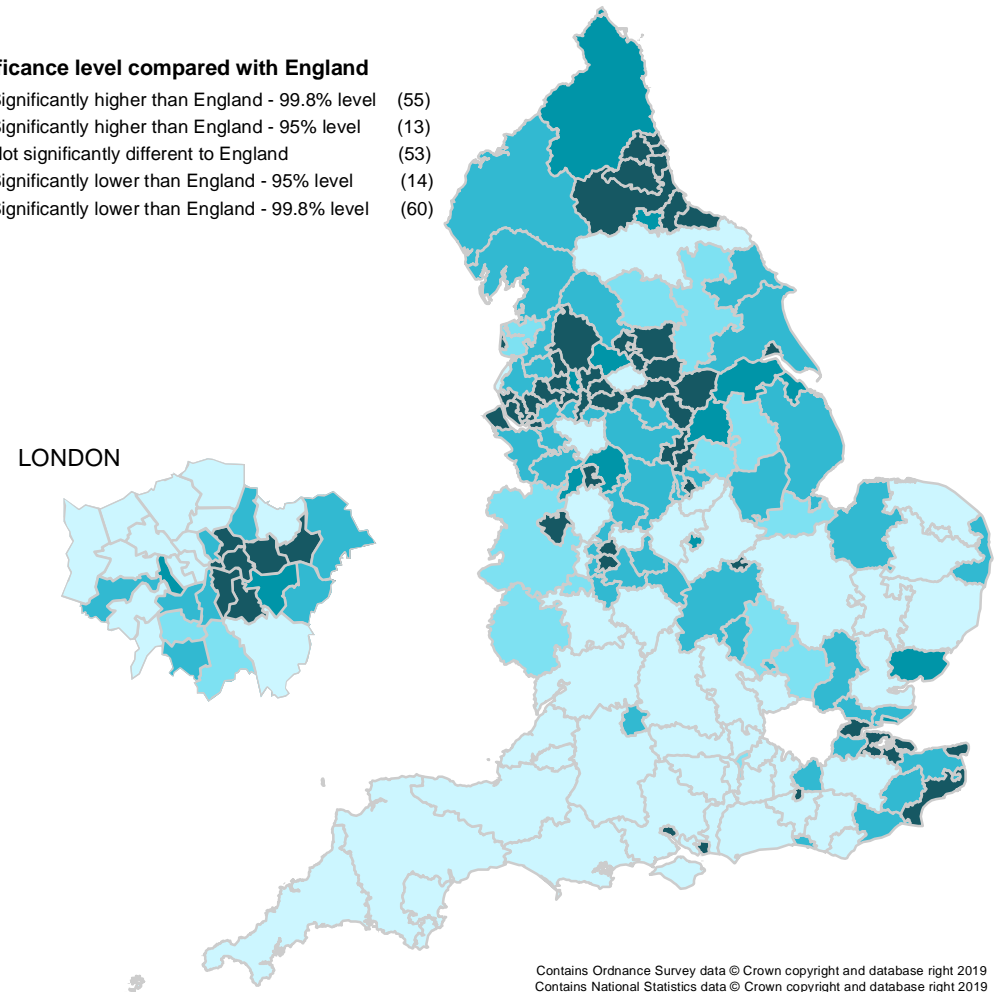 ficance level compared with England
ignificantly higher than England - 99.8% level (55)
ignificantly higher than England - 95% level (13)
ot significantly different to England (53)
ignificantly lower than England - 95% level (14)
ignificantly lower than England - 99.8% level (60)
LONDON
Contains Ordnance Survey data © Crown copyright and database right 2019
Contains National Statistics data © Crown copyright and database right 2019